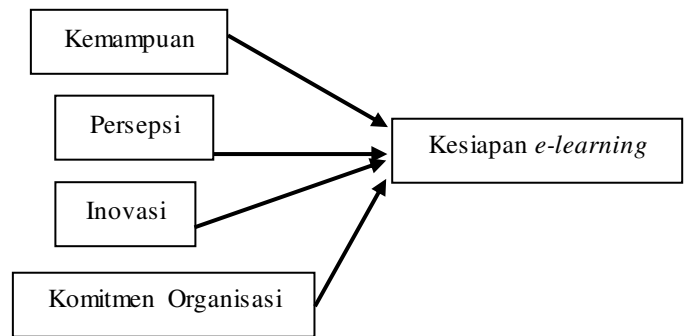 Kemampuan
Persepsi
Kesiapan e-learning
Inovasi
Komitmen Organisasi